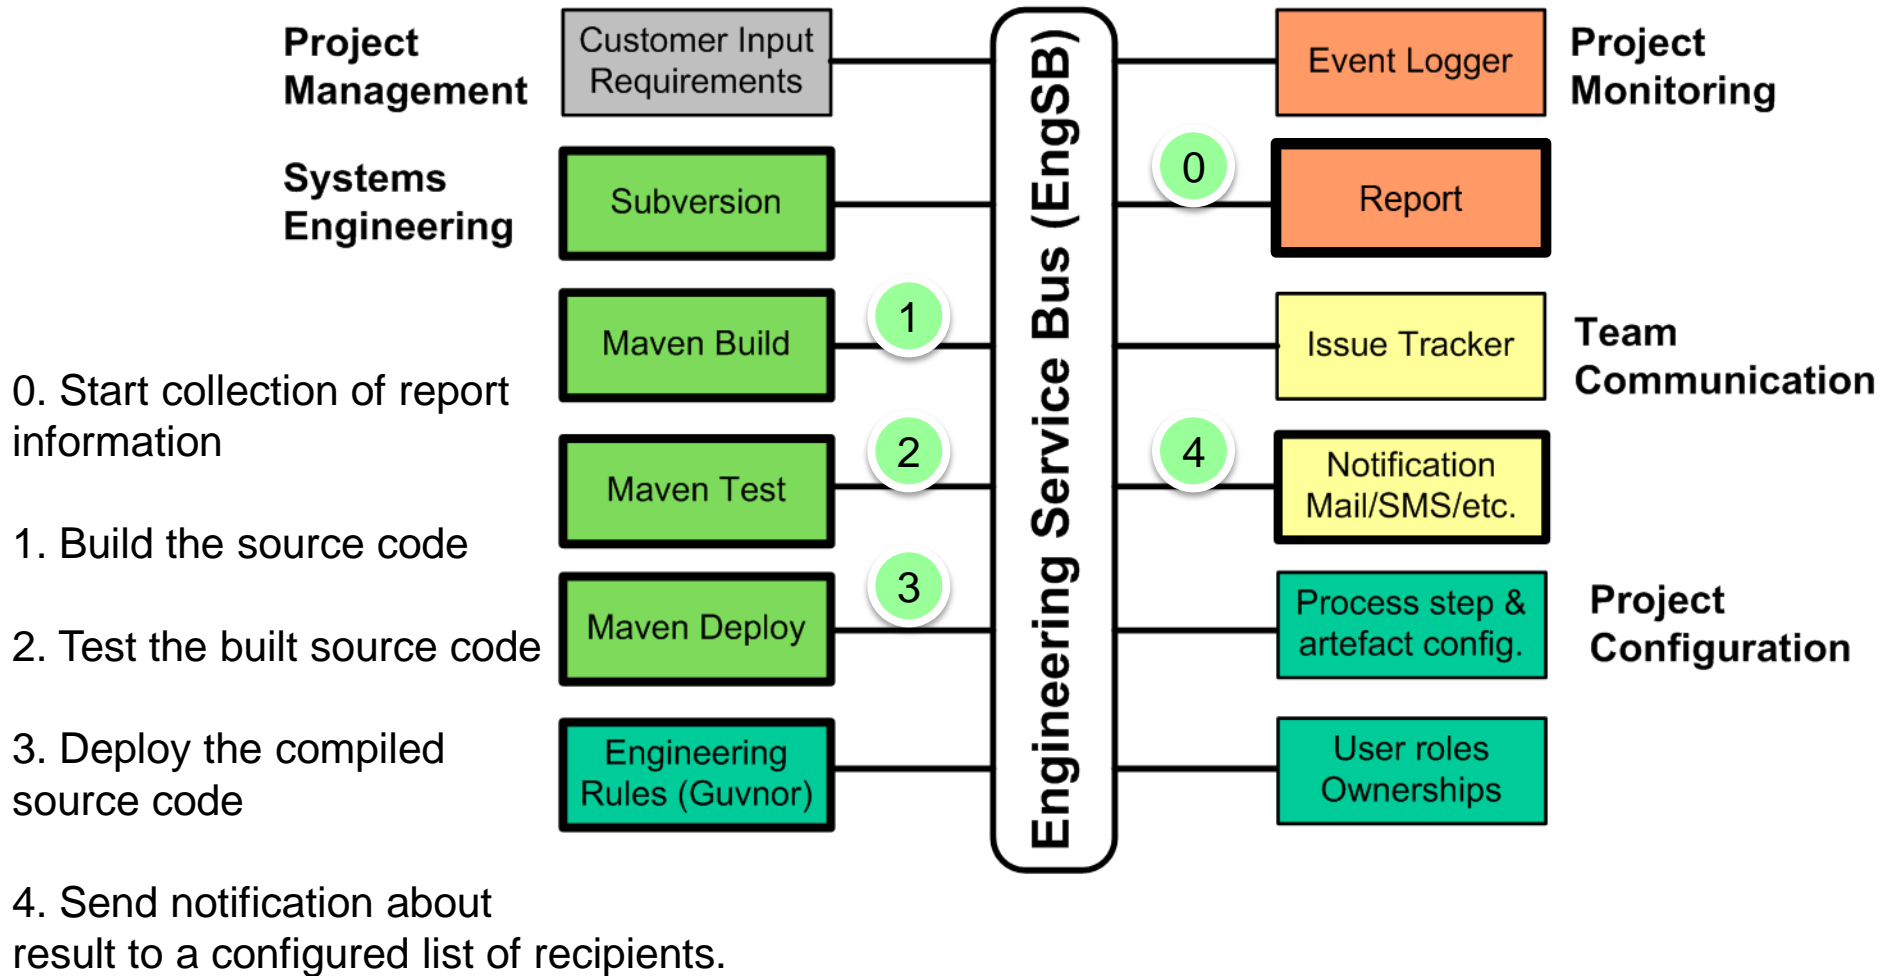 Project
Management
Customer Input
Requirements
Systems
Engineering
Subversion
Maven Build
1
Maven Test
2
Maven Deploy
3
Engineering
Rules (Guvnor)
Engineering Service Bus (EngSB)
Event Logger
Project
Monitoring
0
Report
Issue Tracker
Team
Communication
4
Notification
Mail/SMS/etc.
Process step &
artefact config.
Project
Configuration
User roles
Ownerships
0. Start collection of report
information
1. Build the source code
2. Test the built source code
3. Deploy the compiled
source code
4. Send notification about
result to a configured list of recipients.